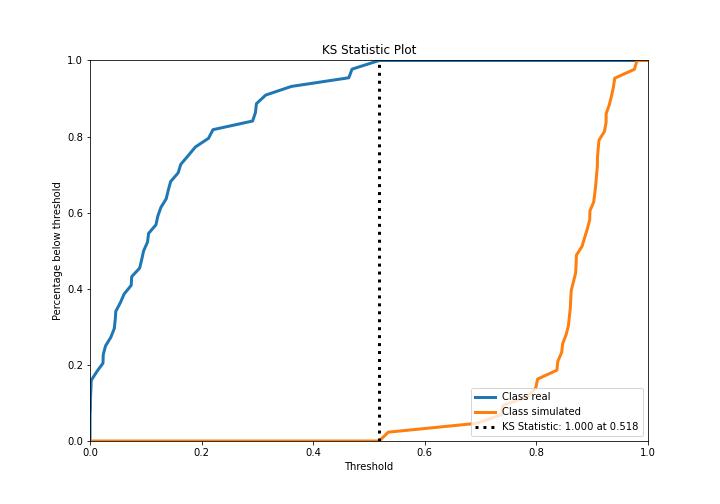 KS Statistic Plot
1.0
0.8
0.6
0.4
0.2
0.0
Percentage below threshold
Class real
Class simulated
KS Statistic: 1.000 at 0.518
0.0 0.2 0.4 0.6 0.8 1.0
Threshold